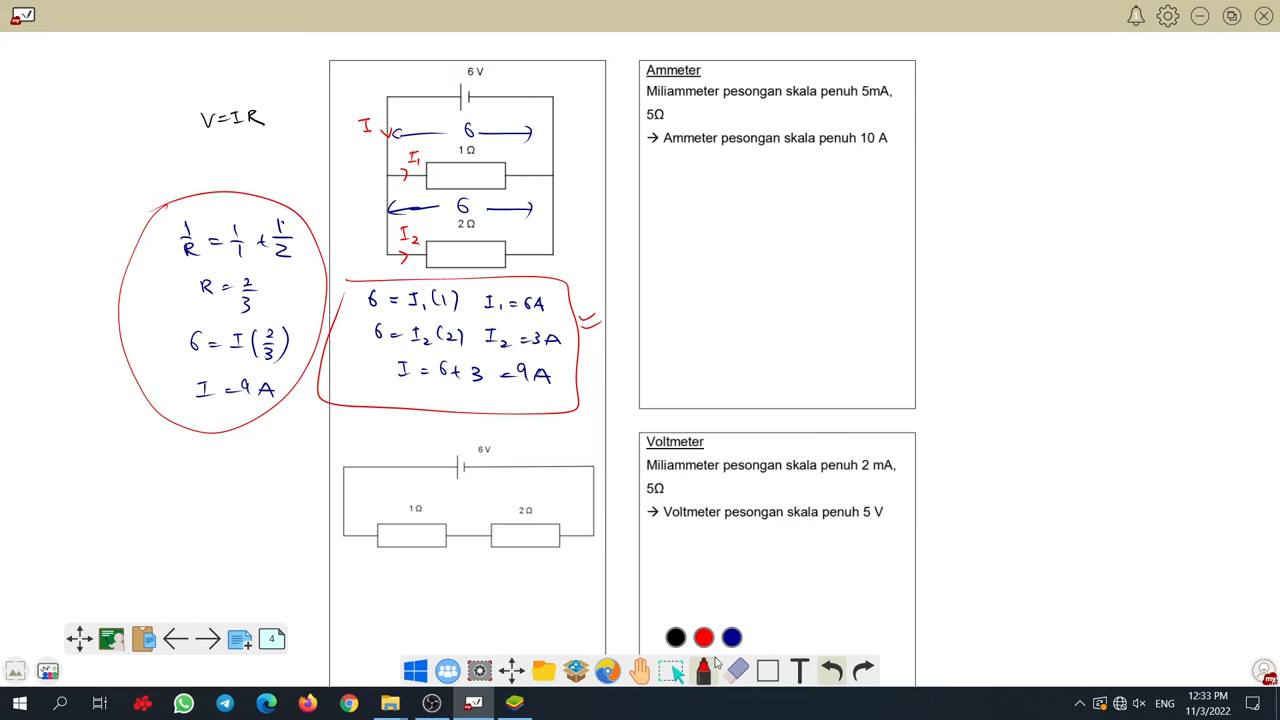 V=IR
1/R = 1/1 + 1/2
R = 2/3
6 = I(2/3)
I = 9A
6 V
I
6
1 Ω
I₁
6
2 Ω
I₂
6 = I₁(1) I₁ = 6A
6 = I₂(2) I₂ = 3A
I = 6+3 = 9A
6 V
1 Ω
2 Ω
Ammeter
Miliammeter pesongan skala penuh 5mA,
5Ω
→ Ammeter pesongan skala penuh 10 A
Voltmeter
Miliammeter pesongan skala penuh 2 mA,
5Ω
→ Voltmeter pesongan skala penuh 5 V
4
T
ENG
12:33 PM
11/3/2022